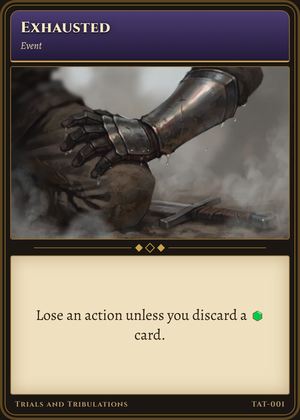 Exhausted
Event
Lose an action unless you discard a
card.
Trials and Tribulations
TAT-001